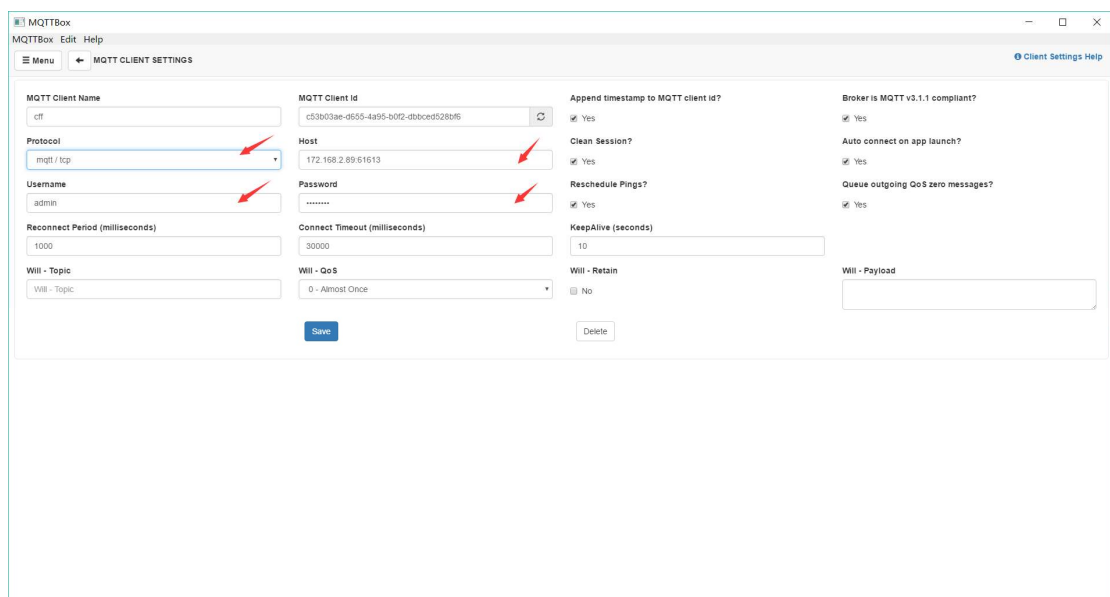 MQTTBox
MQTTBox Edit Help
Menu MQTT CLIENT SETTINGS Client Settings Help
MQTT Client Name MQTT Client Id Append timestamp to MQTT client id? Broker is MQTT v3.1.1 compliant?
cff c53b03ae-d655-4a95-b0f2-dbbced528bf6 Yes Yes
Protocol Host Clean Session? Auto connect on app launch?
mqtt / tcp 172.168.2.89:61613 Yes Yes
Username Password Reschedule Pings? Queue outgoing QoS zero messages?
admin •••••••• Yes Yes
Reconnect Period (milliseconds) Connect Timeout (milliseconds) KeepAlive (seconds)
1000 30000 10
Will - Topic Will - QoS Will - Retain Will - Payload
Will - Topic 0 - Almost Once No
Save Delete